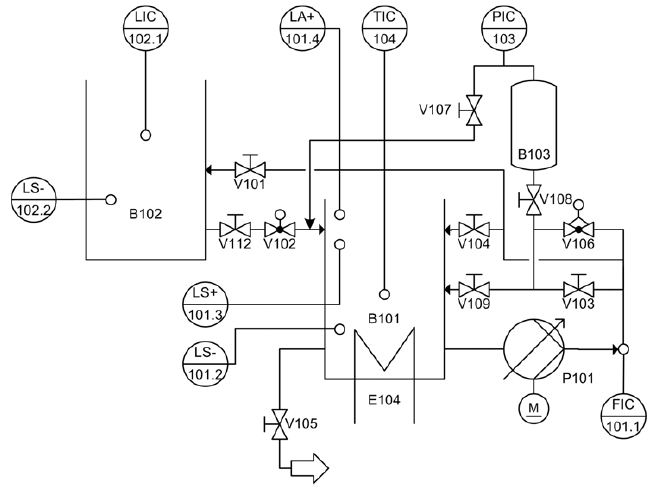 LIC
102.1
LA+
101.4
TIC
104
PIC
103
V107
B103
V101
V108
LS-
102.2
B102
V112
V102
V104
V106
LS+
101.3
V109
V103
B101
LS-
101.2
P101
E104
M
V105
FIC
101.1